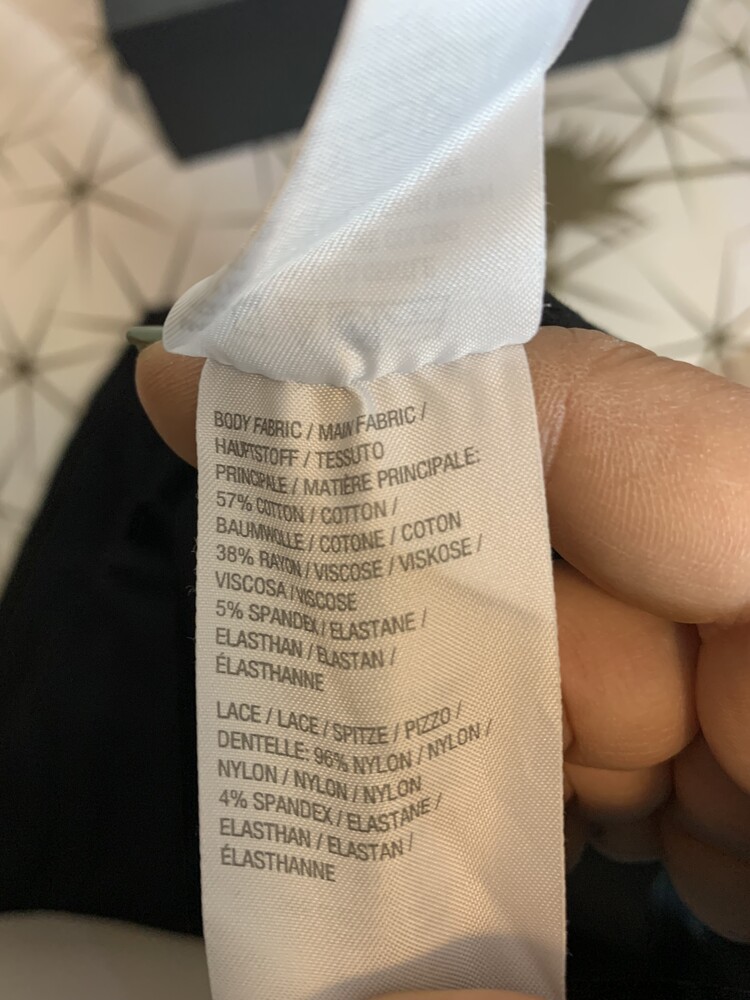 BODY FABRIC / MAIN FABRIC /
HAUPTSTOFF / TESSUTO
PRINCIPALE / MATIÈRE PRINCIPALE:
57% COTTON / COTTON /
BAUMWOLLE / COTONE / COTON
38% RAYON / VISCOSE / VISKOSE /
VISCOSA / VISCOSE
5% SPANDEX / ELASTANE /
ELASTHAN / ELASTAN /
ÉLASTHANNE
LACE / LACE / SPITZE / PIZZO /
DENTELLE: 96% NYLON / NYLON /
NYLON / NYLON / NYLON
4% SPANDEX / ELASTANE /
ELASTHAN / ELASTAN /
ÉLASTHANNE